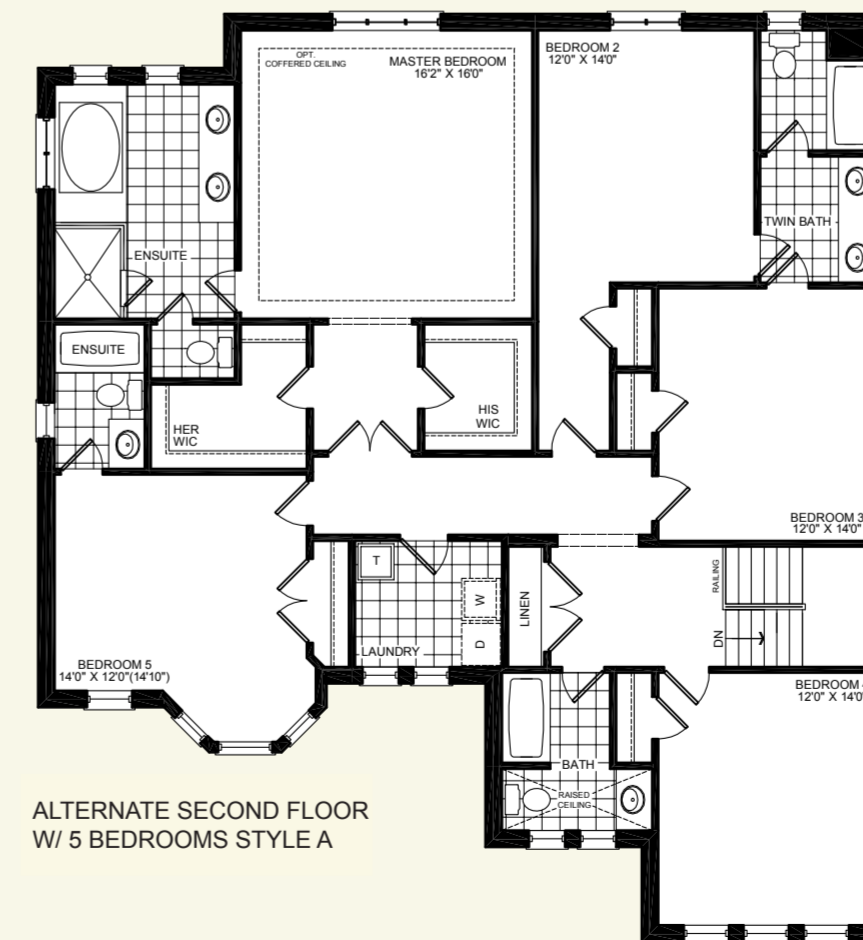 OPT.
COFFERED CEILING
MASTER BEDROOM
16'2" X 16'0"
BEDROOM 2
12'0" X 14'0"
TWIN BATH
ENSUITE
ENSUITE
HER
WIC
HIS
WIC
BEDROOM 3
12'0" X 14'0"
T
W
D
LAUNDRY
LINEN
RAILING
DN
BEDROOM 5
14'0" X 12'0"(14'10")
BEDROOM
12'0" X 14'0
BATH
RAISED
CEILING
ALTERNATE SECOND FLOOR
W/ 5 BEDROOMS STYLE A